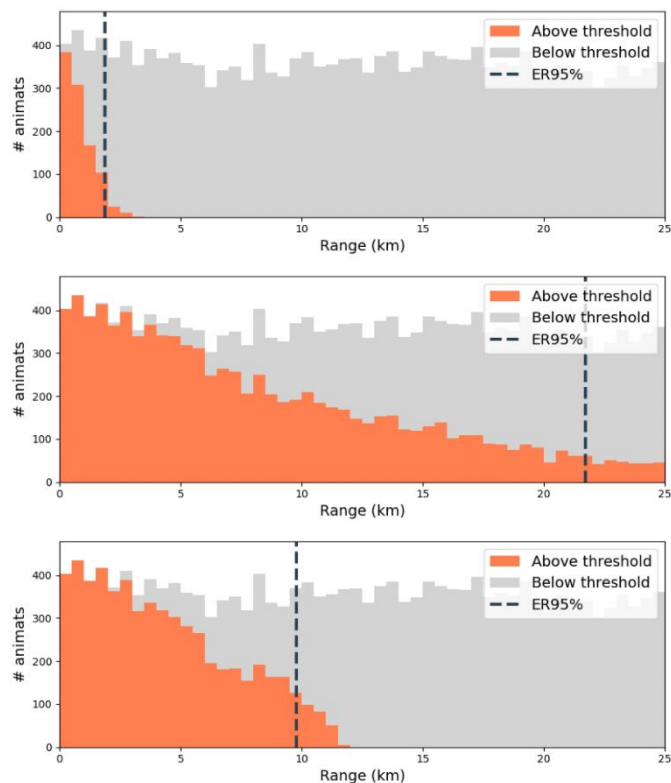 400
300
200
100
0
# animats
Above threshold
Below threshold
ER95%
0 5 10 15 20 25
Range (km)
400
300
200
100
0
# animats
Above threshold
Below threshold
ER95%
0 5 10 15 20 25
Range (km)
400
300
200
100
0
# animats
Above threshold
Below threshold
ER95%
0 5 10 15 20 25
Range (km)